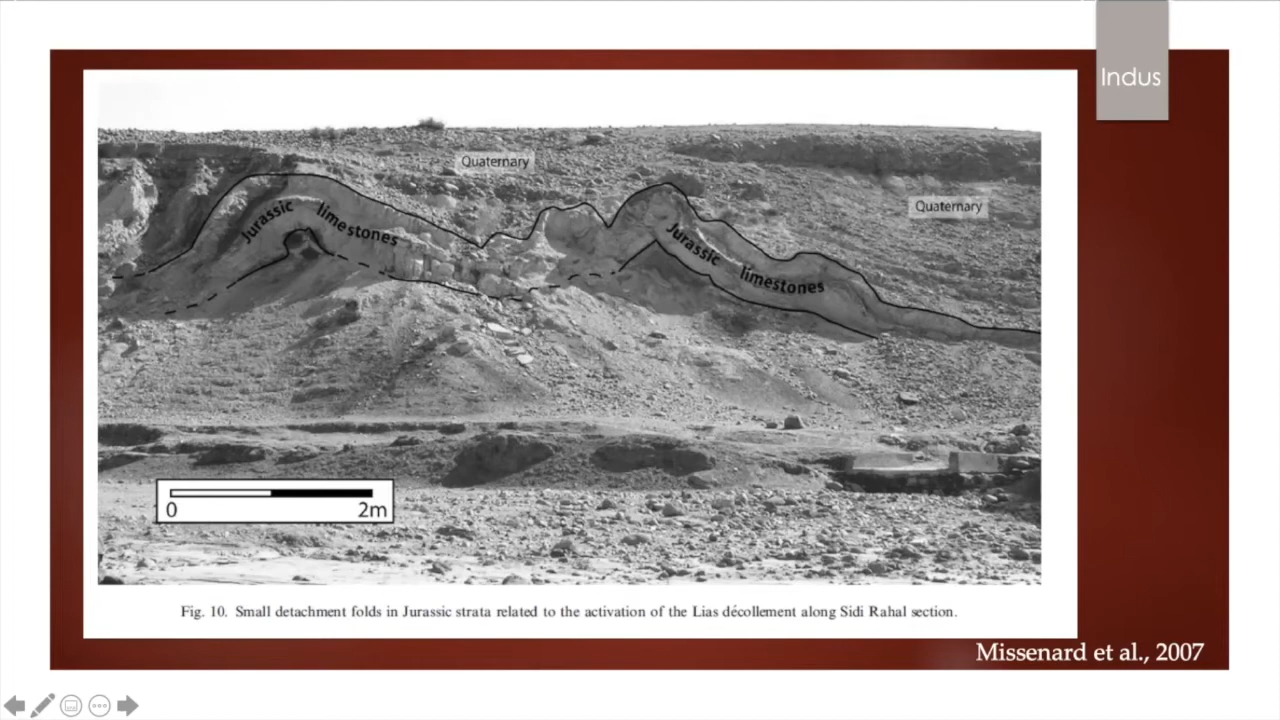 Indus
Quaternary
Quaternary
Jurassic limestones
Jurassic limestones
0 2m
Fig. 10. Small detachment folds in Jurassic strata related to the activation of the Lias décollement along Sidi Rahal section.
Missenard et al., 2007